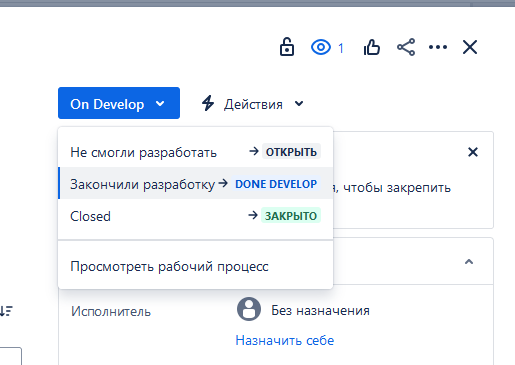 1
On Develop
Действия
Не смогли разработать → ОТКРЫТЬ
Закончили разработку → DONE DEVELOP
я, чтобы закрепить
Closed → ЗАКРЫТО
Просмотреть рабочий процесс
Исполнитель
Без назначения
Назначить себе